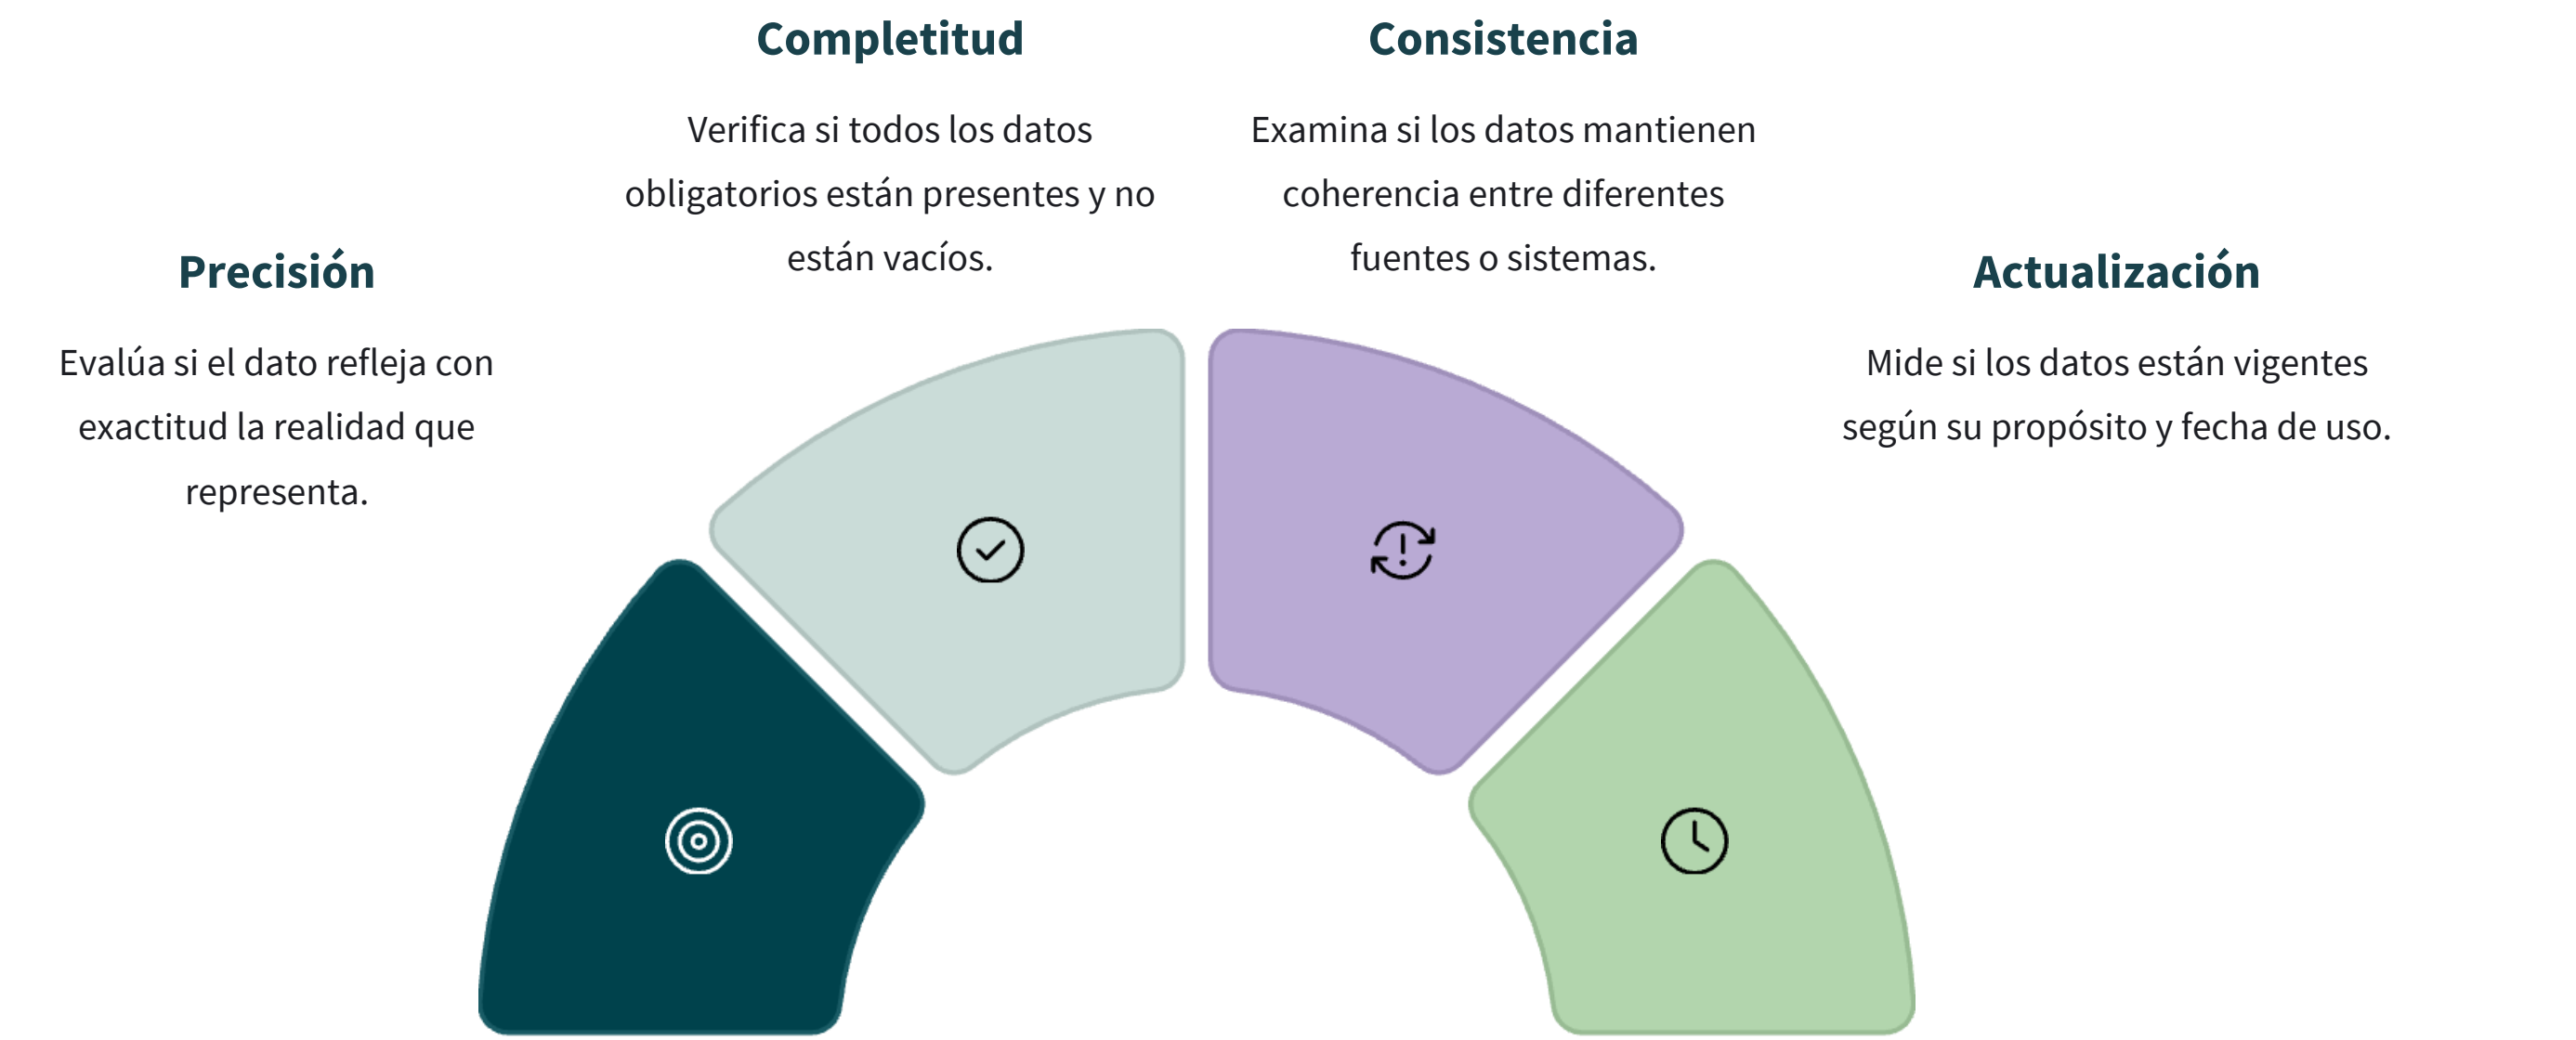 Precisión
Evalúa si el dato refleja con
exactitud la realidad que
representa.
Completitud
Verifica si todos los datos
obligatorios están presentes y no
están vacíos.
Consistencia
Examina si los datos mantienen
coherencia entre diferentes
fuentes o sistemas.
Actualización
Mide si los datos están vigentes
según su propósito y fecha de uso.